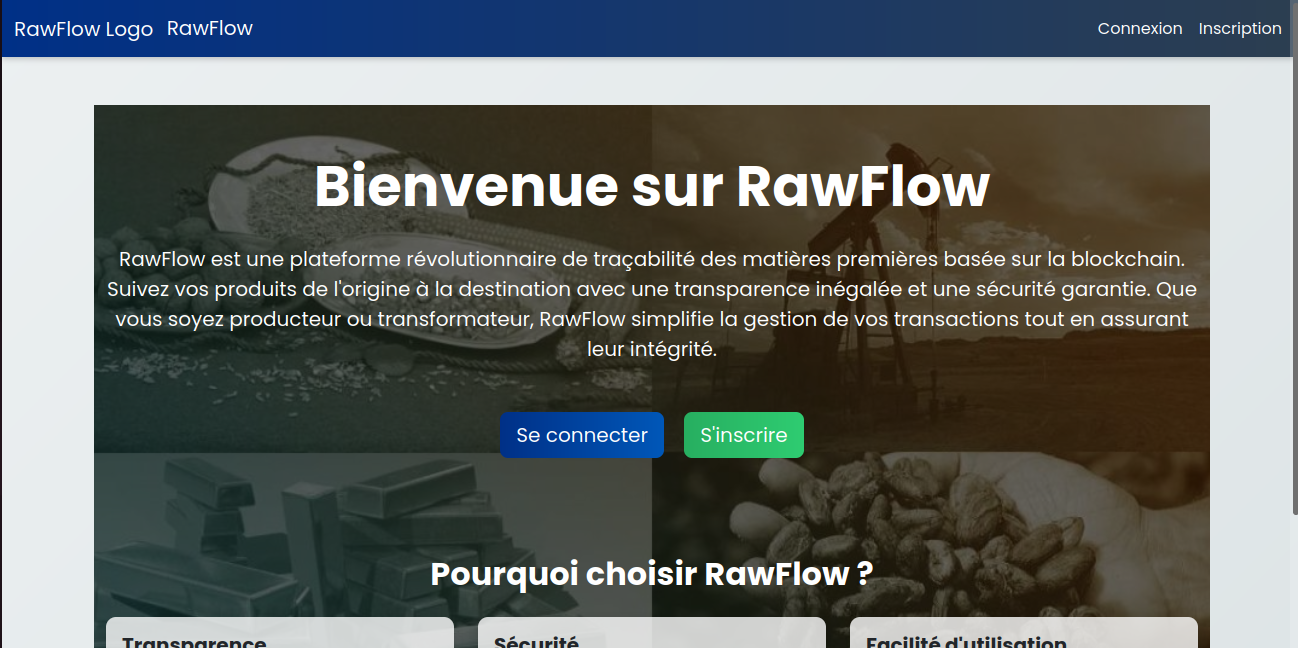 RawFlow Logo RawFlow Connexion Inscription
Bienvenue sur RawFlow
RawFlow est une plateforme révolutionnaire de traçabilité des matières premières basée sur la blockchain.
Suivez vos produits de l'origine à la destination avec une transparence inégalée et une sécurité garantie. Que
vous soyez producteur ou transformateur, RawFlow simplifie la gestion de vos transactions tout en assurant
leur intégrité.
Se connecter S'inscrire
Pourquoi choisir RawFlow ?
Transparence Sécurité Facilité d'utilisation